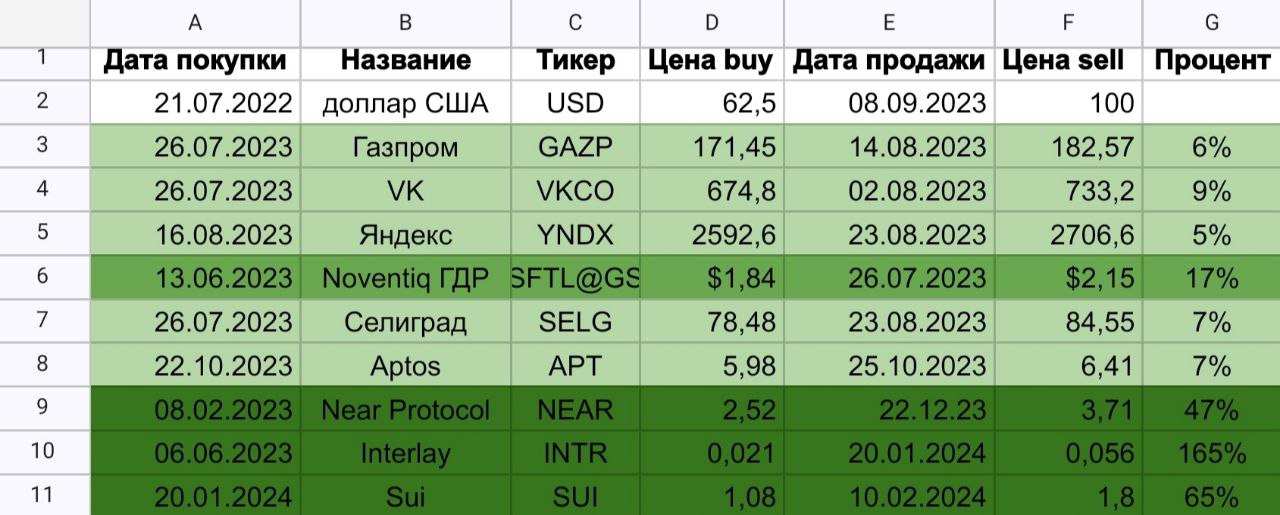 A B C D E F G
1 Дата покупки Название Тикер Цена buy Дата продажи Цена sell Процент
2 21.07.2022 доллар США USD 62,5 08.09.2023 100
3 26.07.2023 Газпром GAZP 171,45 14.08.2023 182,57 6%
4 26.07.2023 VK VKCO 674,8 02.08.2023 733,2 9%
5 16.08.2023 Яндекс YNDX 2592,6 23.08.2023 2706,6 5%
6 13.06.2023 Noventiq ГДР SFTL@GS $1,84 26.07.2023 $2,15 17%
7 26.07.2023 Селиград SELG 78,48 23.08.2023 84,55 7%
8 22.10.2023 Aptos APT 5,98 25.10.2023 6,41 7%
9 08.02.2023 Near Protocol NEAR 2,52 22.12.23 3,71 47%
10 06.06.2023 Interlay INTR 0,021 20.01.2024 0,056 165%
11 20.01.2024 Sui SUI 1,08 10.02.2024 1,8 65%